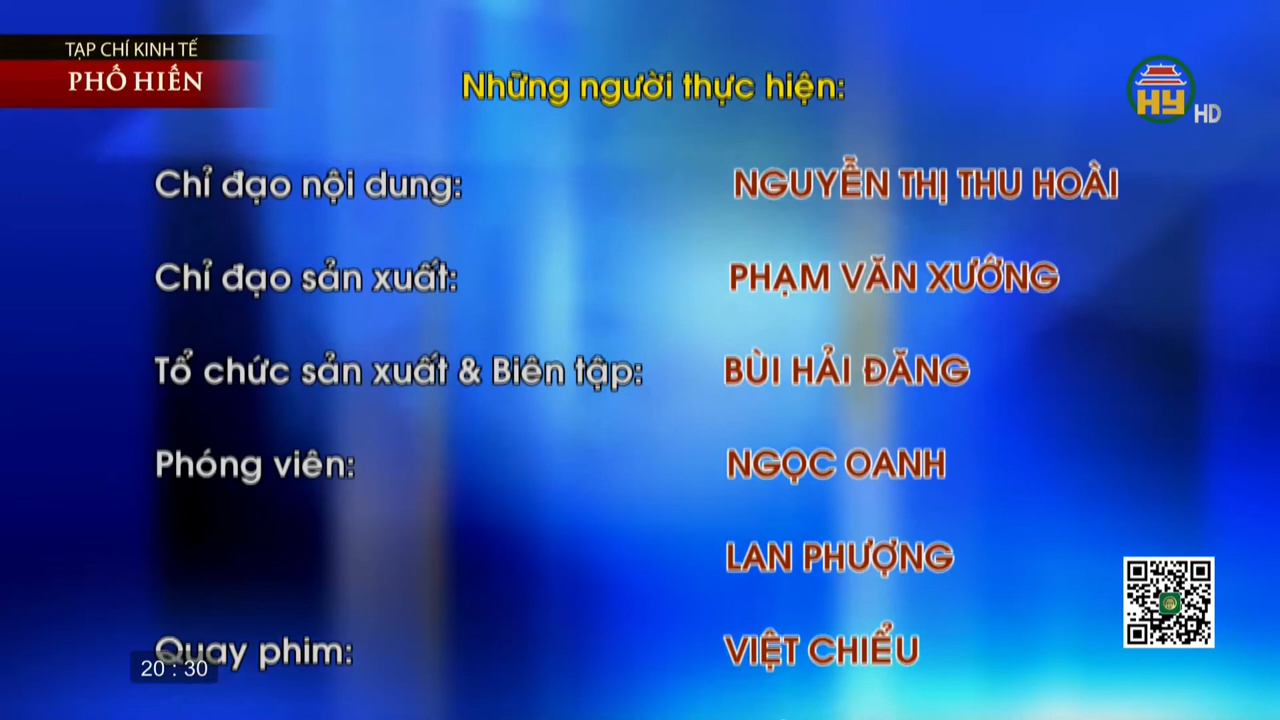 TẠP CHÍ KINH TẾ
PHỐ HIẾN
HY HD
Những người thực hiện:
Chỉ đạo nội dung: NGUYỄN THỊ THU HOÀI
Chỉ đạo sản xuất: PHẠM VĂN XƯỚNG
Tổ chức sản xuất & Biên tập: BÙI HẢI ĐĂNG
Phóng viên: NGỌC OANH
LAN PHƯỢNG
Quay phim: VIỆT CHIỂU
20 : 30